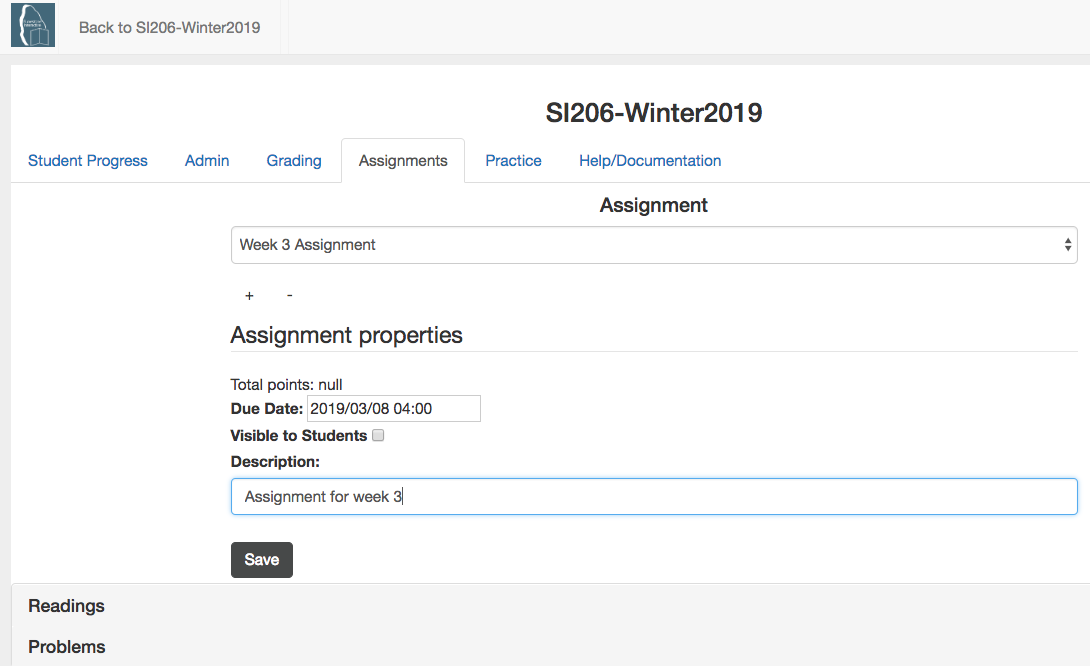 Back to SI206-Winter2019
SI206-Winter2019
Student Progress Admin Grading Assignments Practice Help/Documentation
Assignment
Week 3 Assignment
+ -
Assignment properties
Total points: null
Due Date: 2019/03/08 04:00
Visible to Students
Description:
Assignment for week 3
Save
Readings
Problems